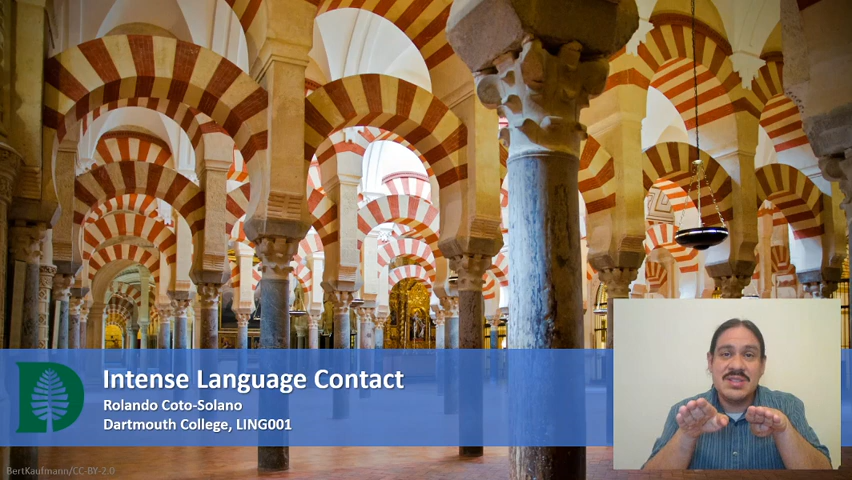 Intense Language Contact
Rolando Coto-Solano
Dartmouth College, LING001
BertKaufmann/CC-BY-2.0